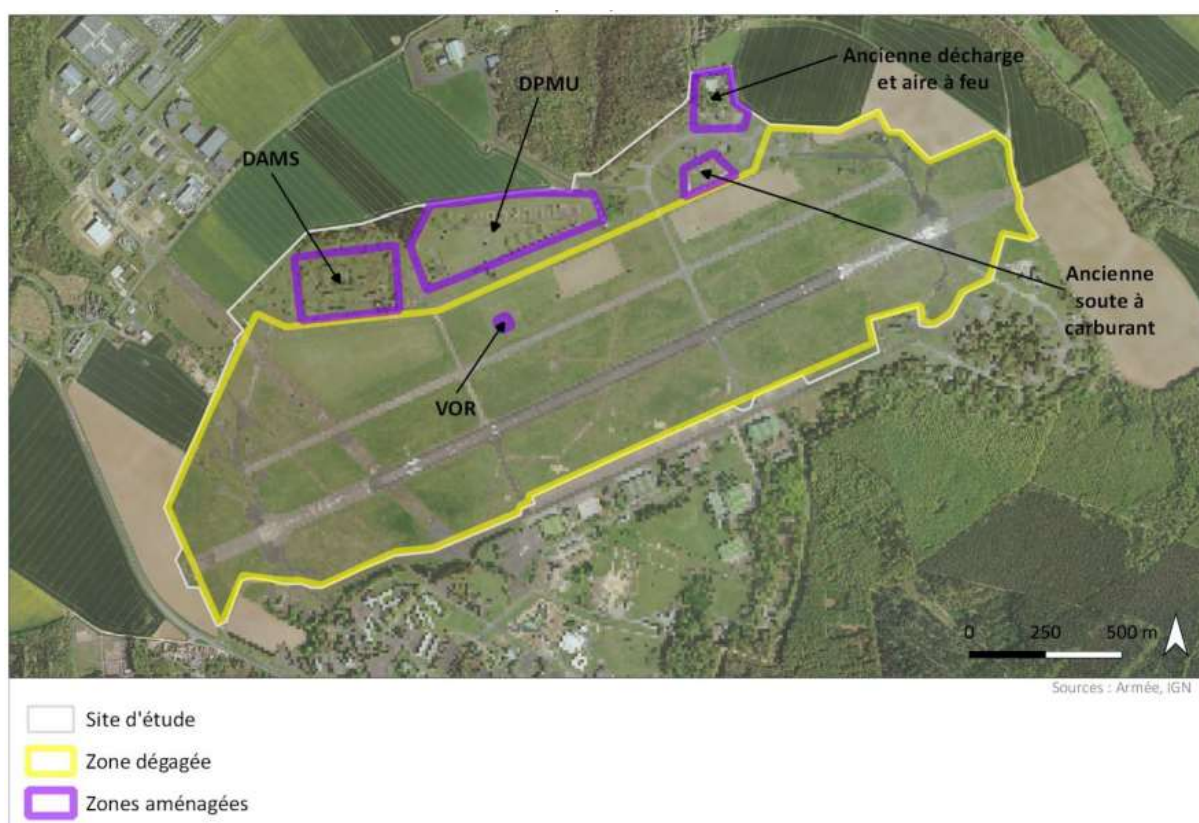 Ancienne décharge
et aire à feu
DPMU
DAMS
Ancienne
soute à
carburant
VOR
0 250 500 m
Sources : Armée, IGN
Site d'étude
Zone dégagée
Zones aménagées